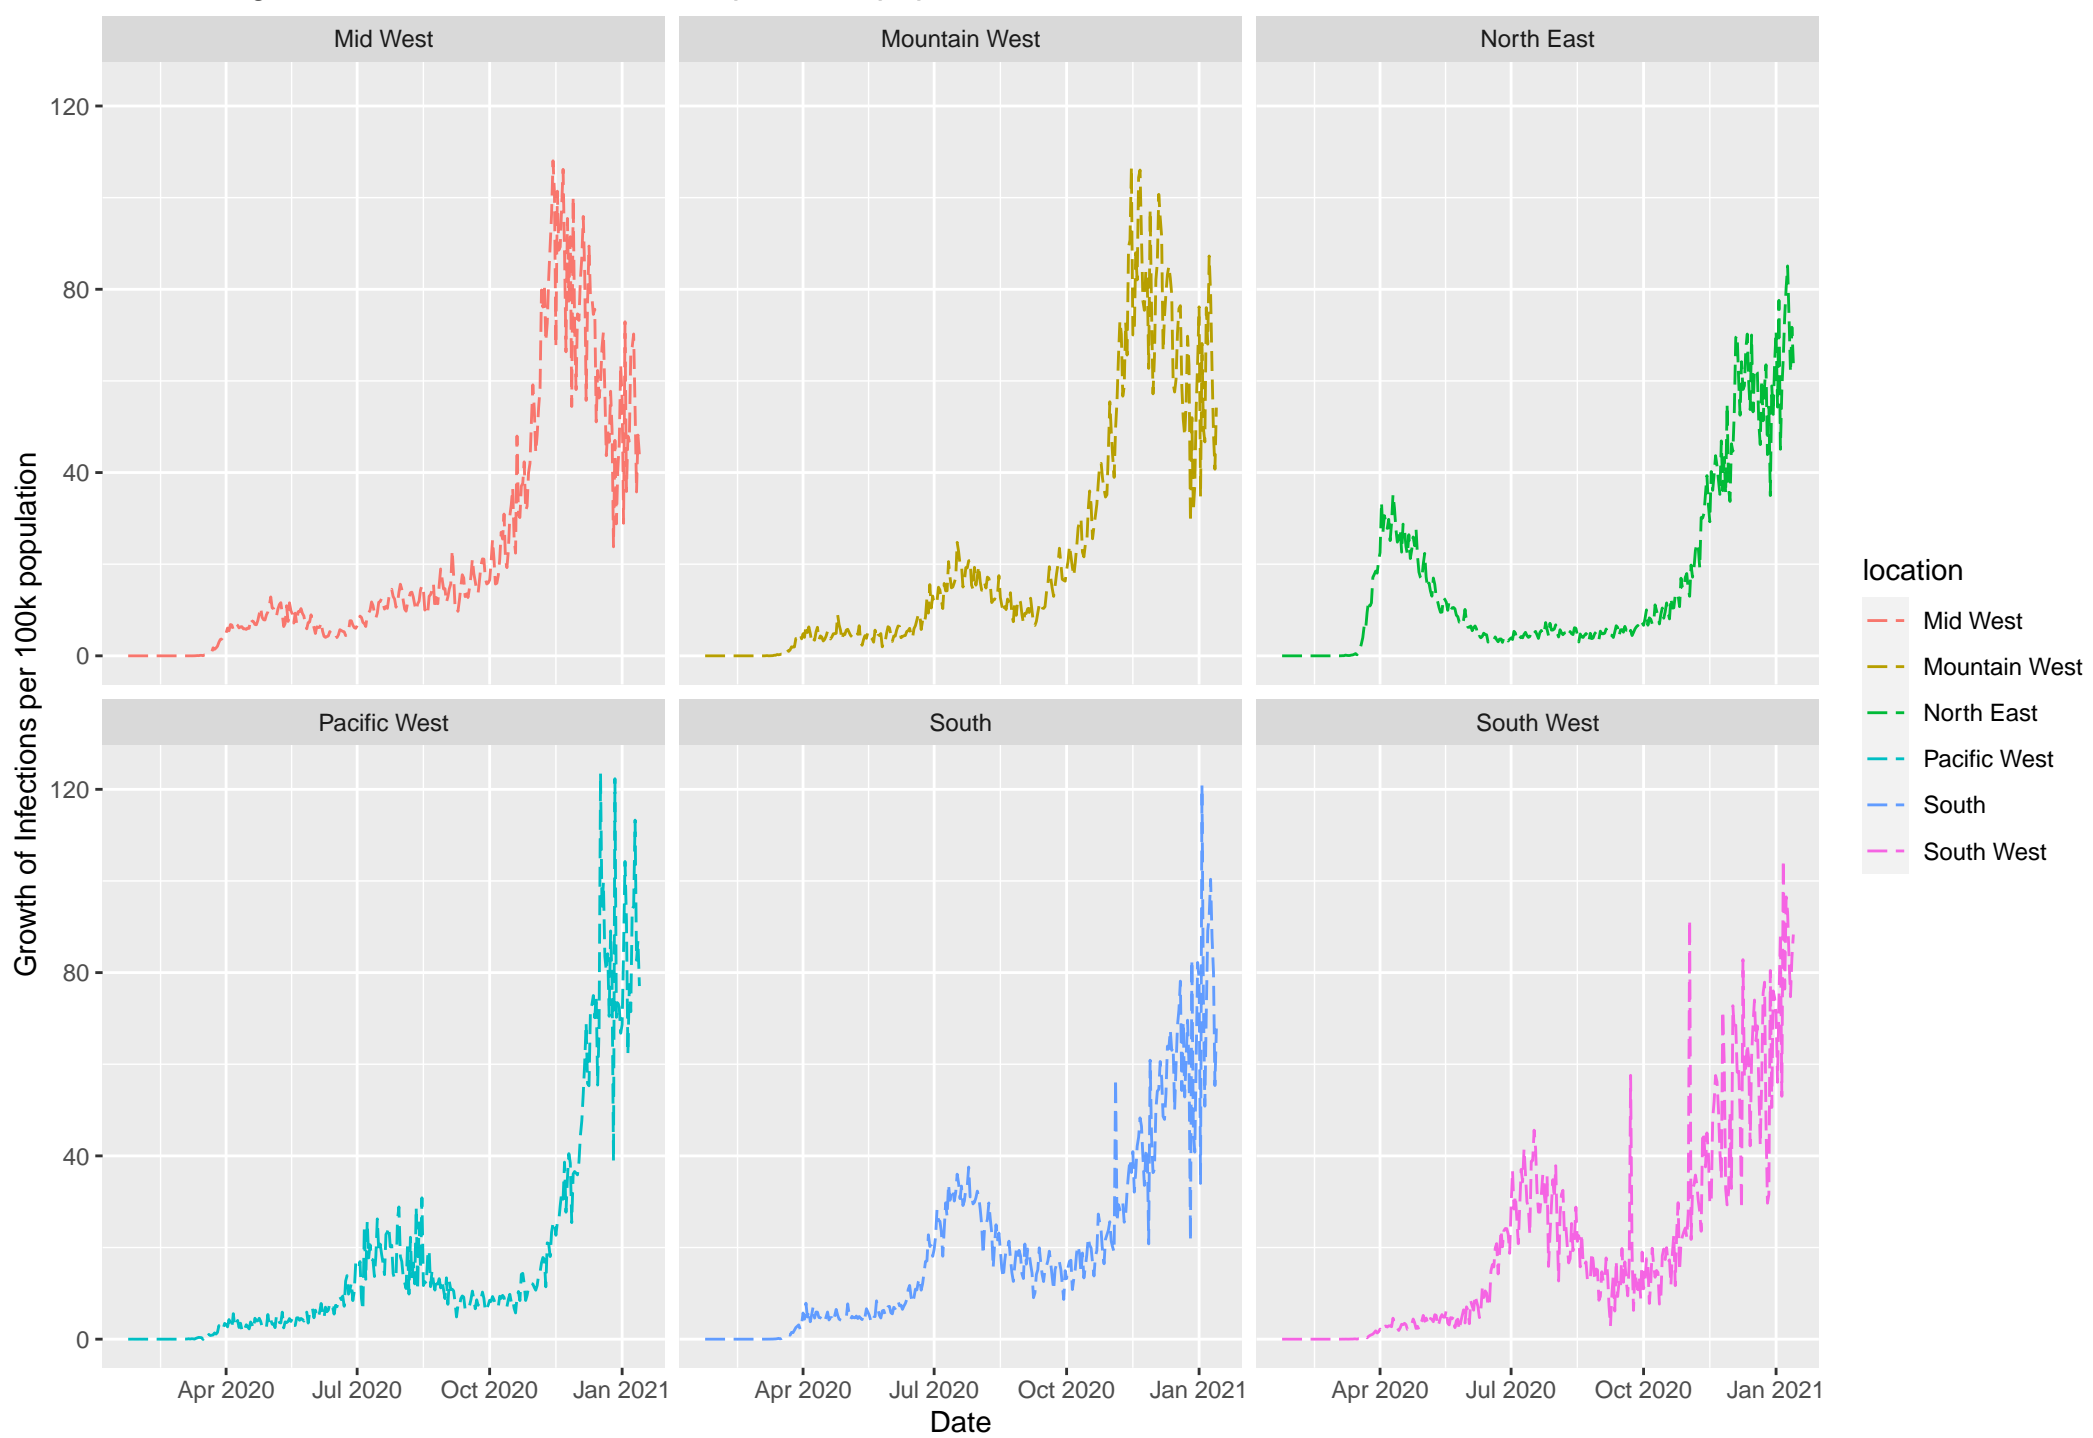 Mid West
Mountain West
North East
120
80
40
0
Pacific West
South
South West
120
80
40
0
Apr 2020
Jul 2020
Oct 2020
Jan 2021
Apr 2020
Jul 2020
Oct 2020
Jan 2021
Apr 2020
Jul 2020
Oct 2020
Jan 2021
Date
Growth of Infections per 100k population
location
Mid West
Mountain West
North East
Pacific West
South
South West